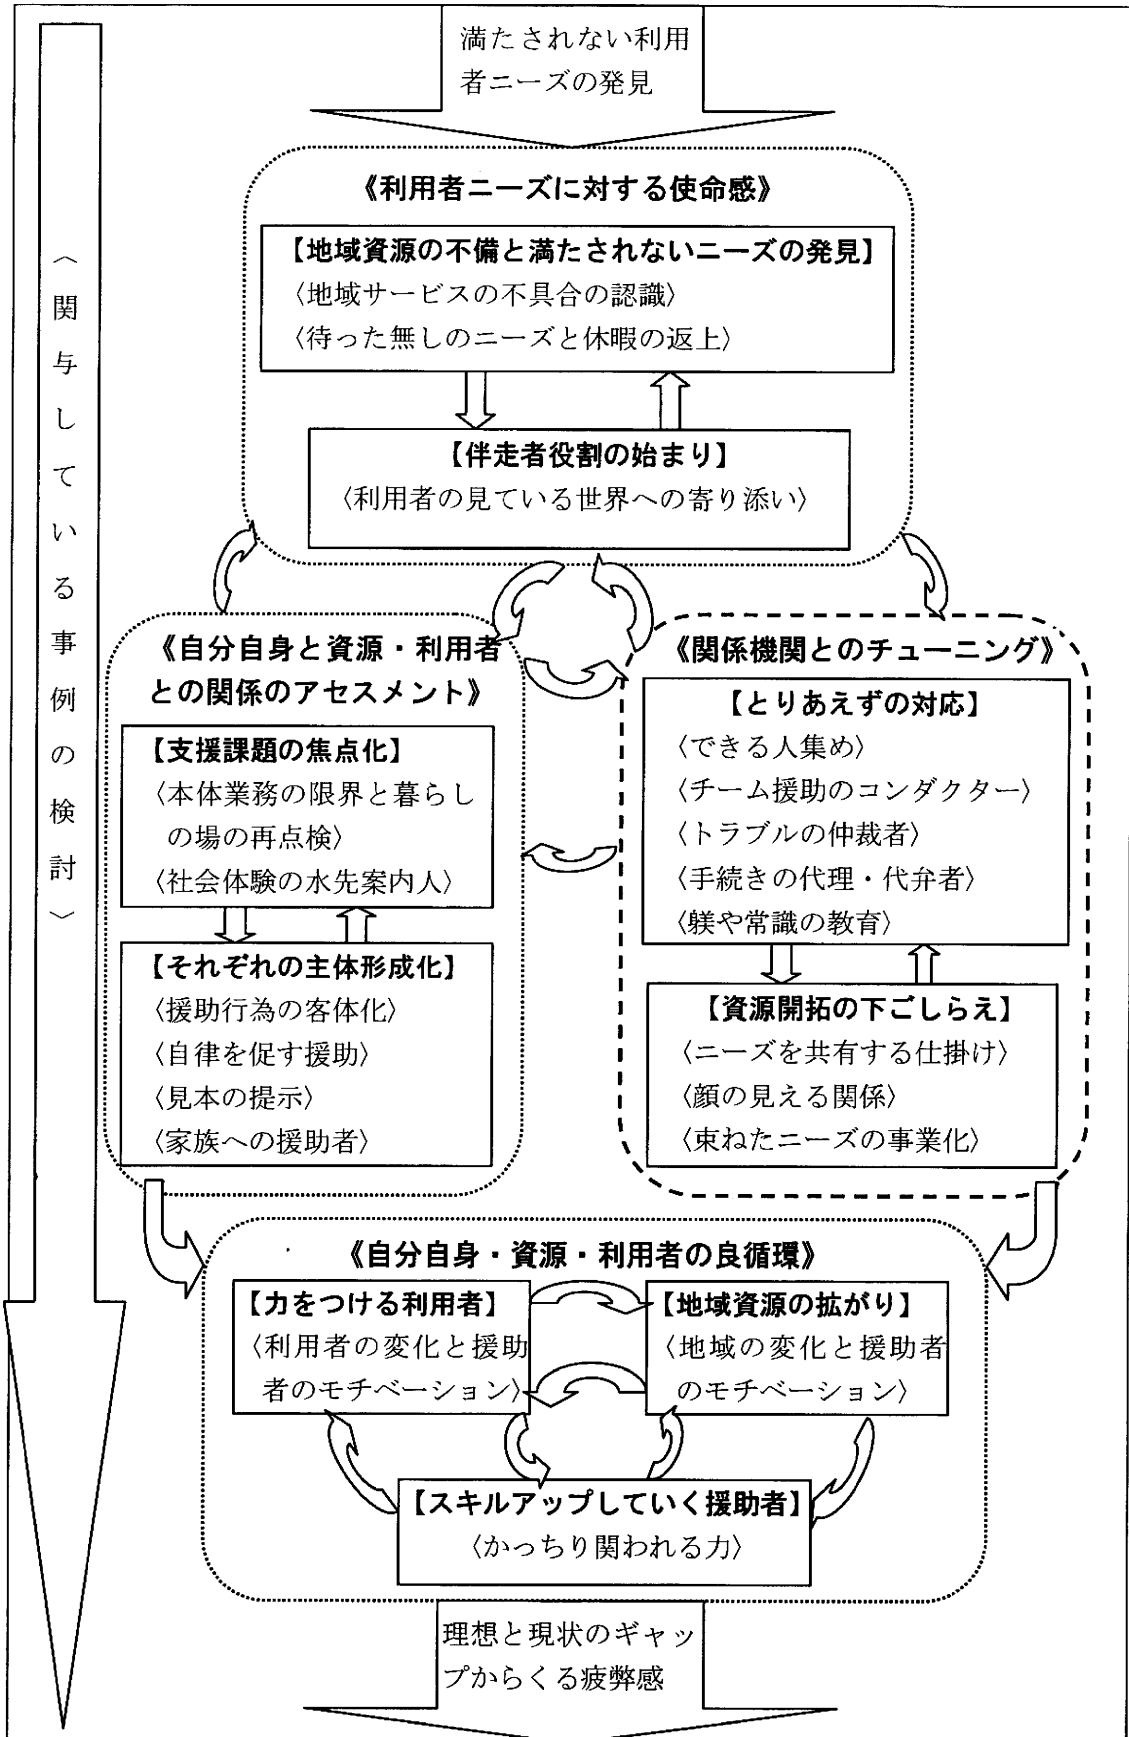 満たされない利用
者ニーズの発見
〈関与している事例の検討〉
《利用者ニーズに対する使命感》
【地域資源の不備と満たされないニーズの発見】
〈地域サービスの不具合の認識〉
〈待った無しのニーズと休暇の返上〉
【伴走者役割の始まり】
〈利用者の見ている世界への寄り添い〉
《自分自身と資源・利用者
との関係のアセスメント》
【支援課題の焦点化】
〈本体業務の限界と暮らし
の場の再点検〉
〈社会体験の水先案内人〉
【それぞれの主体形成化】
〈援助行為の客体化〉
〈自律を促す援助〉
〈見本の提示〉
〈家族への援助者〉
《関係機関とのチューニング》
【とりあえずの対応】
〈できる人集め〉
〈チーム援助のコンダクター〉
〈トラブルの仲裁者〉
〈手続きの代理・代弁者〉
〈躾や常識の教育〉
【資源開拓の下ごしらえ】
〈ニーズを共有する仕掛け〉
〈顔の見える関係〉
〈束ねたニーズの事業化〉
《自分自身・資源・利用者の良循環》
【力をつける利用者】
〈利用者の変化と援助
者のモチベーション〉
【地域資源の拡がり】
〈地域の変化と援助者
のモチベーション〉
【スキルアップしていく援助者】
〈かっちり関われる力〉
理想と現状のギャッ
プからくる疲弊感